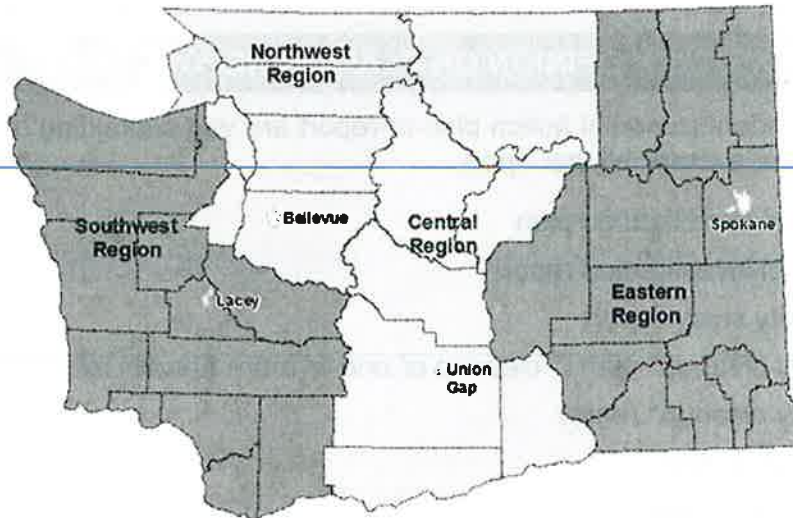 Northwest
Region
Southwest
Region
Bellevue
Central
Region
Spokane
Lacey
Eastern
Region
Union
Gap